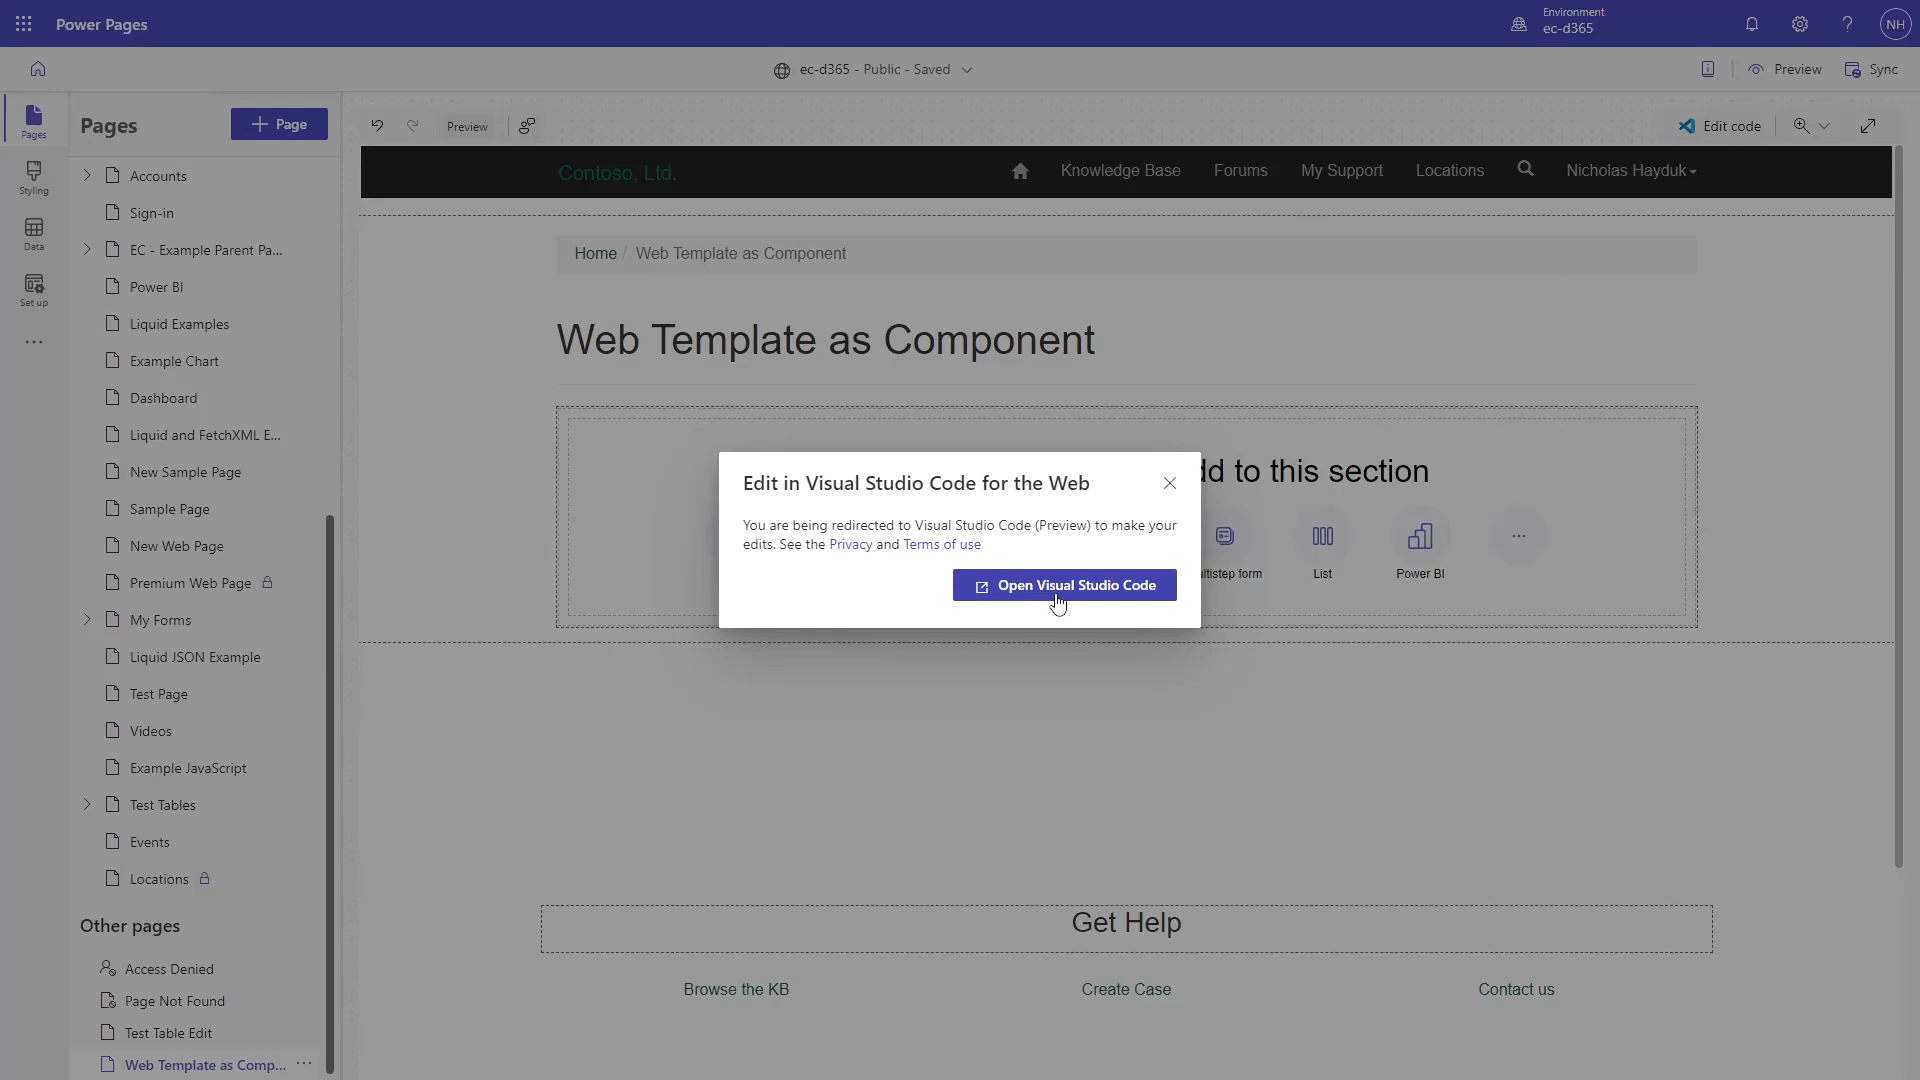 Power Pages
Environment
ec-d365
NH
ec-d365 - Public - Saved
Preview
Sync
Pages
Styling
Data
Set up
Pages
Page
Accounts
Sign-in
EC - Example Parent Pa...
Power BI
Liquid Examples
Example Chart
Dashboard
Liquid and FetchXML E...
New Sample Page
Sample Page
New Web Page
Premium Web Page
My Forms
Liquid JSON Example
Test Page
Videos
Example JavaScript
Test Tables
Events
Locations
Other pages
Access Denied
Page Not Found
Test Table Edit
Web Template as Comp...
Preview
Edit code
Contoso, Ltd.
Knowledge Base
Forums
My Support
Locations
Nicholas Hayduk
Home / Web Template as Component
Web Template as Component
to this section
form
List
Power BI
Edit in Visual Studio Code for the Web
You are being redirected to Visual Studio Code (Preview) to make your
edits. See the Privacy and Terms of use
Open Visual Studio Code
Get Help
Browse the KB
Create Case
Contact us